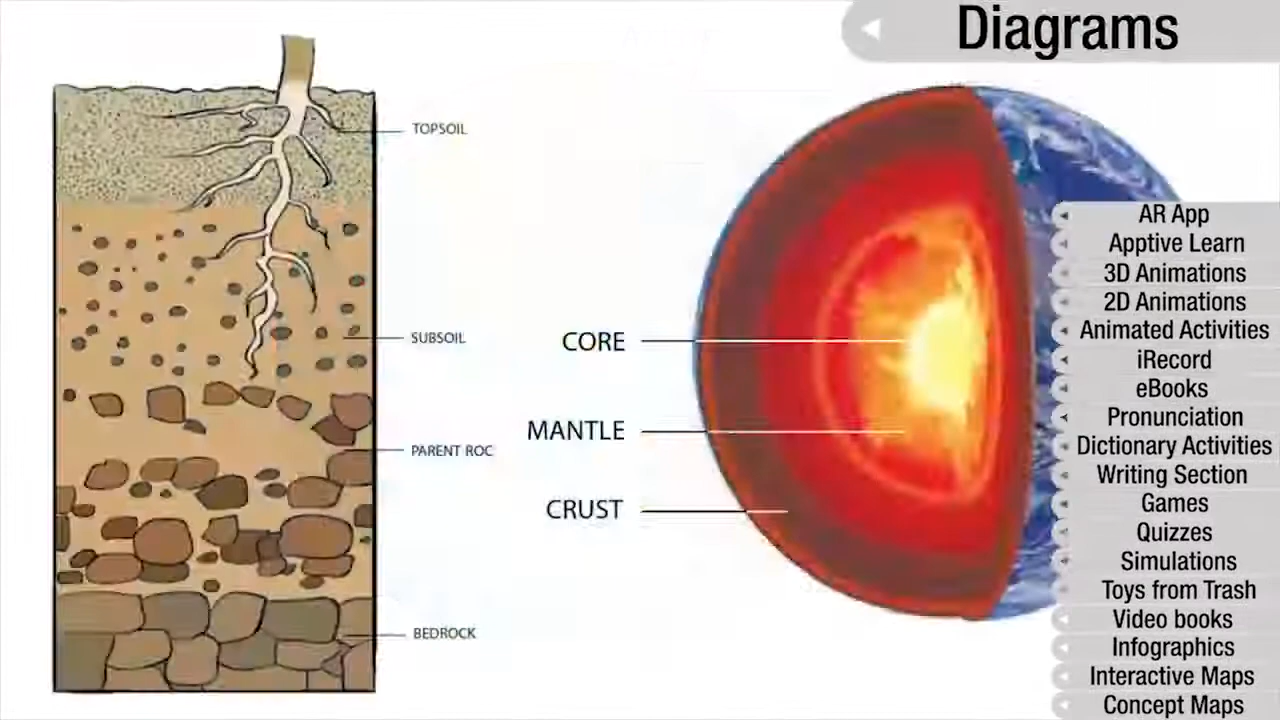 Diagrams
TOPSOIL
SUBSOIL
PARENT ROC
BEDROCK
CORE
MANTLE
CRUST
AR App
Apptive Learn
3D Animations
2D Animations
Animated Activities
iRecord
eBooks
Pronunciation
Dictionary Activities
Writing Section
Games
Quizzes
Simulations
Toys from Trash
Video books
Infographics
Interactive Maps
Concept Maps